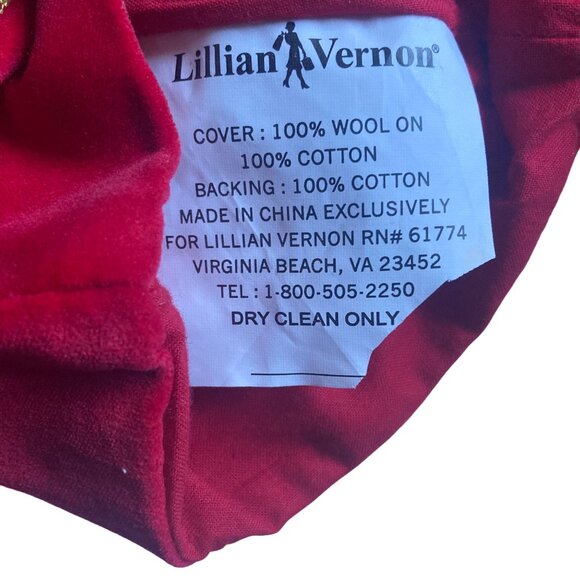 Lillian Vernon®
COVER : 100% WOOL ON
100% COTTON
BACKING : 100% COTTON
MADE IN CHINA EXCLUSIVELY
FOR LILLIAN VERNON RN# 61774
VIRGINIA BEACH, VA 23452
TEL : 1-800-505-2250
DRY CLEAN ONLY